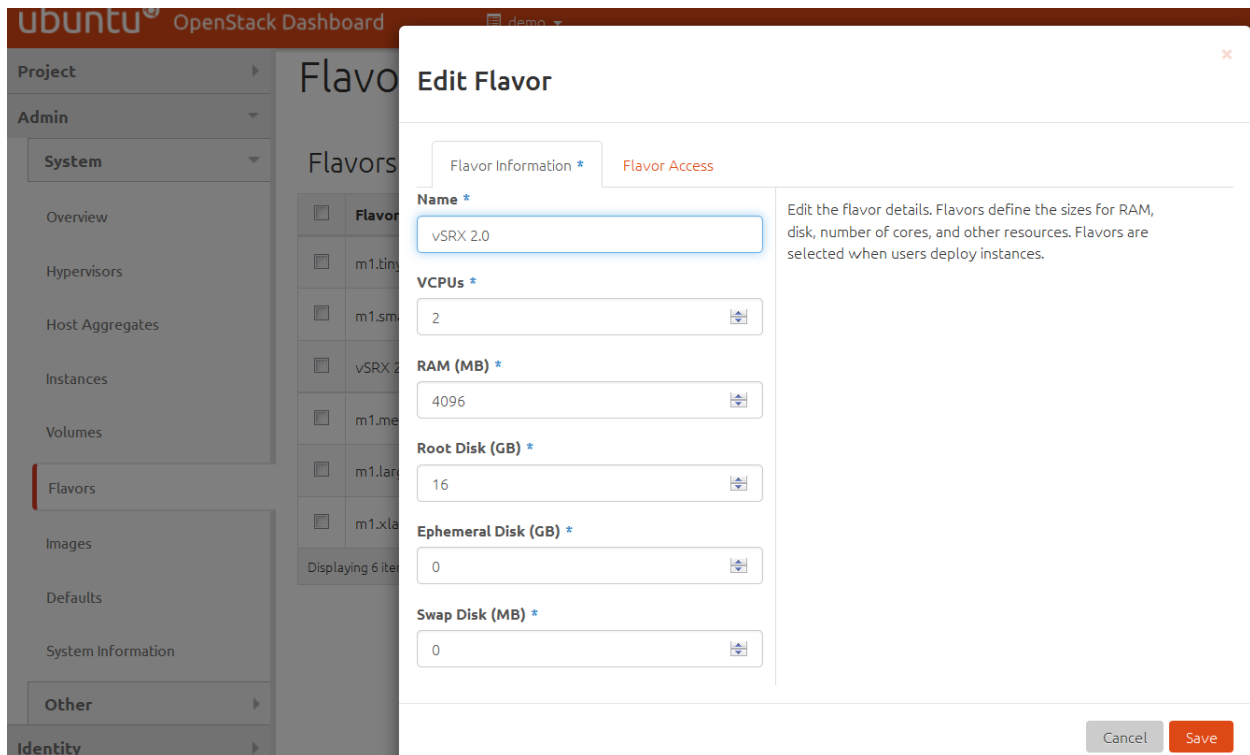 ubuntu OpenStack Dashboard
demo
Project
Admin
System
Overview
Hypervisors
Host Aggregates
Instances
Volumes
Flavors
Images
Defaults
System Information
Other
Identity
Flavo
Flavors
Flavor
m1.tiny
m1.sma
vSRX 2
m1.me
m1.larg
m1.xla
Displaying 6 iter
×
Edit Flavor
Flavor Information *
Flavor Access
Name *
vSRX 2.0
VCPUs *
2
RAM (MB) *
4096
Root Disk (GB) *
16
Ephemeral Disk (GB) *
0
Swap Disk (MB) *
0
Edit the flavor details. Flavors define the sizes for RAM,
disk, number of cores, and other resources. Flavors are
selected when users deploy instances.
Cancel
Save